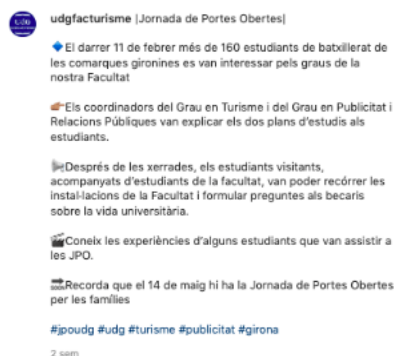 UdG
udgfacturisme |Jornada de Portes Obertes|
🔷El darrer 11 de febrer més de 160 estudiants de batxillerat de
les comarques gironines es van interessar pels graus de la
nostra Facultat
👉Els coordinadors del Grau en Turisme i del Grau en Publicitat i
Relacions Públiques van explicar els dos plans d'estudis als
estudiants.
Després de les xerrades, els estudiants visitants,
acompanyats d'estudiants de la facultat, van poder recórrer les
instal·lacions de la Facultat i formular preguntes als becaris
sobre la vida universitària.
🎬Coneix les experiències d'alguns estudiants que van assistir a
les JPO.
🔜Recorda que el 14 de maig hi ha la Jornada de Portes Obertes
per les famílies
#jpoudg #udg #turisme #publicitat #girona
2 sem